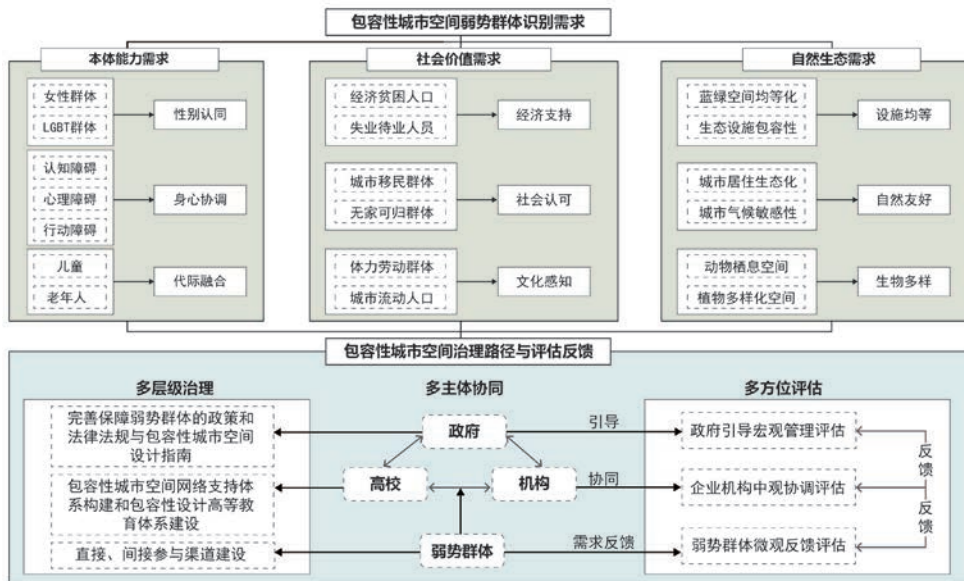 包容性城市空间弱势群体识别需求
本体能力需求
女性群体
LGBT群体
性别认同
认知障碍
心理障碍
行动障碍
身心协调
儿童
老年人
代际融合
社会价值需求
经济贫困人口
失业待业人员
经济支持
城市移民群体
无家可归群体
社会认可
体力劳动群体
城市流动人口
文化感知
自然生态需求
蓝绿空间均等化
生态设施包容性
设施均等
城市居住生态化
城市气候敏感性
自然友好
动物栖息空间
植物多样化空间
生物多样
包容性城市空间治理路径与评估反馈
多层级治理
完善保障弱势群体的政策和
法律法规与包容性城市空间
设计指南
包容性城市空间网络支持体
系构建和包容性设计高等教
育体系建设
直接、间接参与渠道建设
多主体协同
政府
高校
机构
弱势群体
引导
协同
需求反馈
多方位评估
政府引导宏观管理评估
企业机构中观协调评估
弱势群体微观反馈评估
反馈
反馈